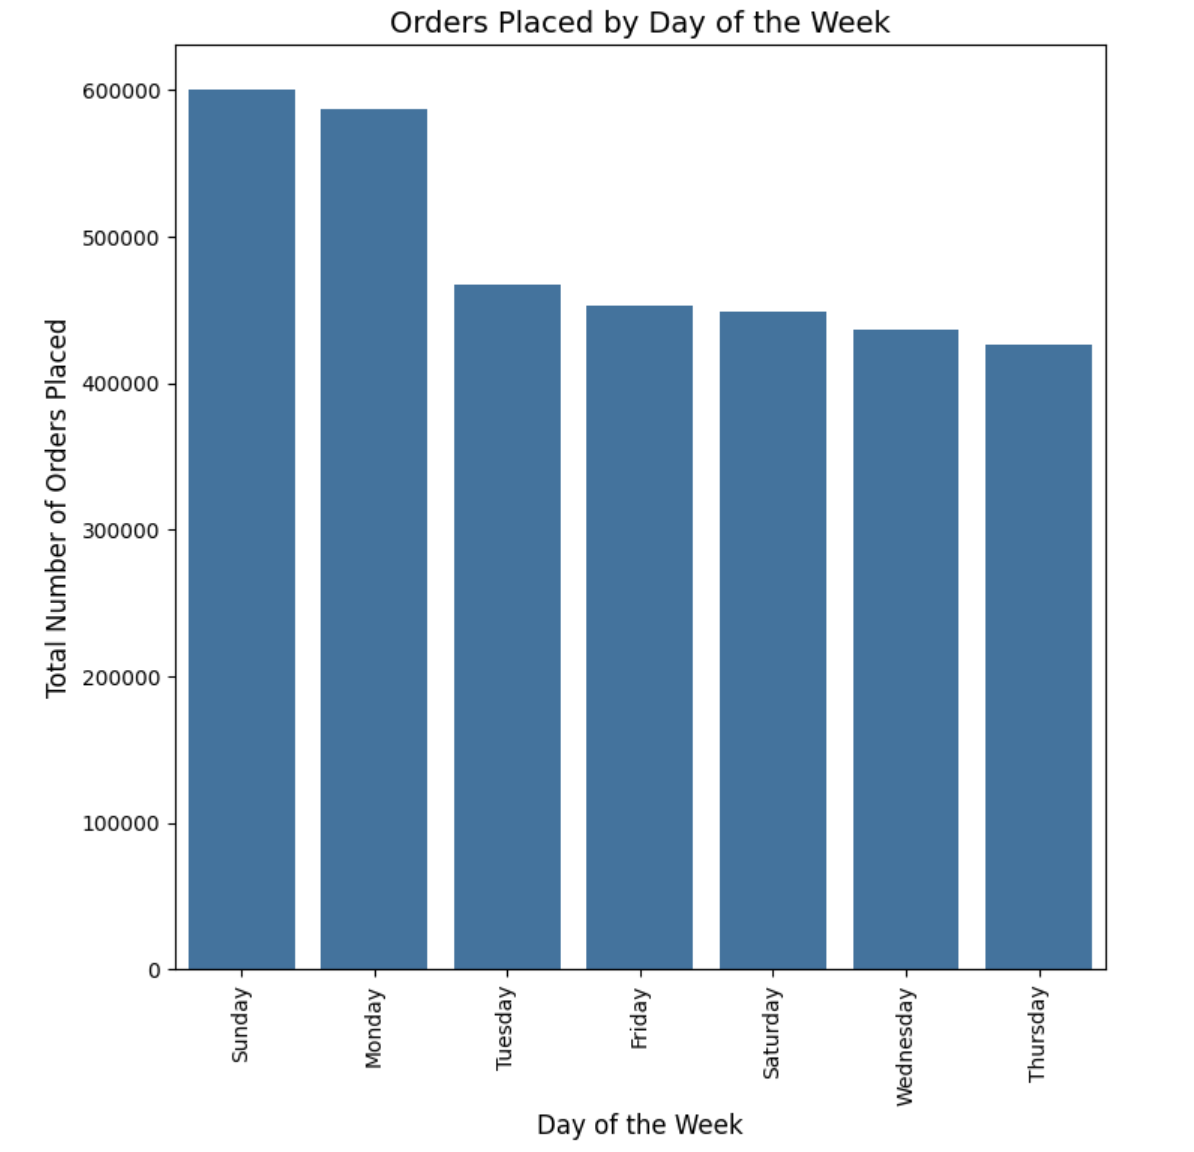 Orders Placed by Day of the Week
Total Number of Orders Placed
600000
500000
400000
300000
200000
100000
0
Sunday
Monday
Tuesday
Friday
Saturday
Wednesday
Thursday
Day of the Week